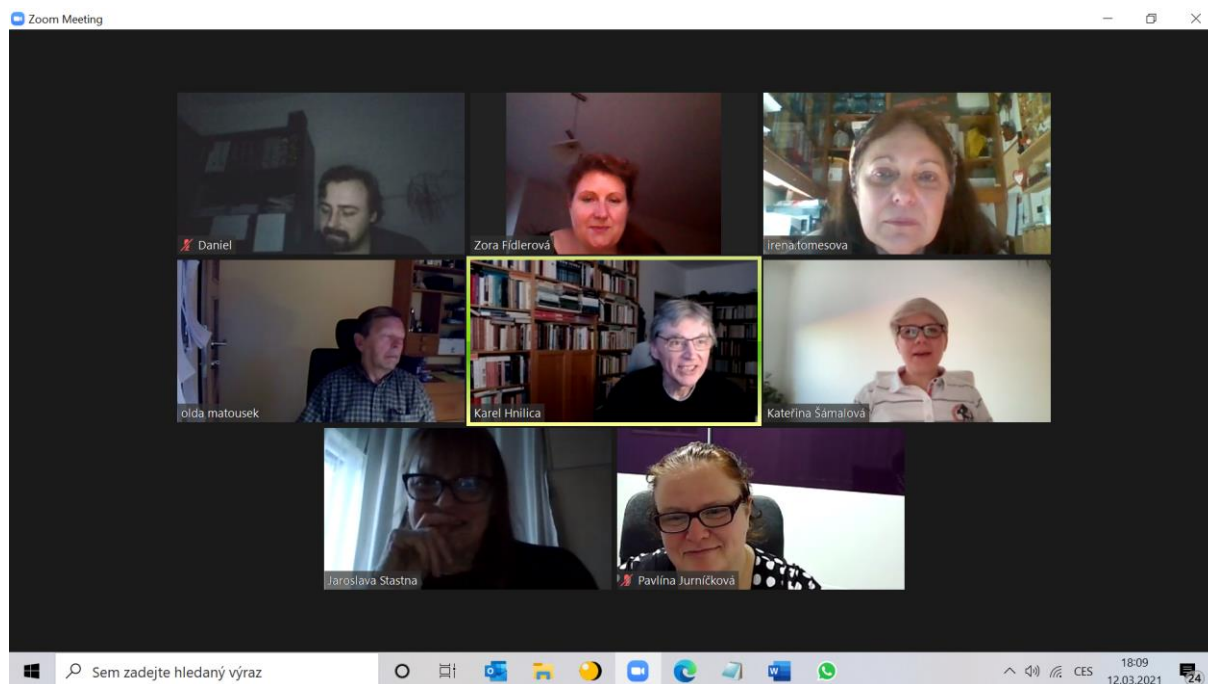 Zoom Meeting
Daniel
Zora Fidlerová
irena.tomesova
olda matousek
Karel Hnilica
Kateřina Šámalová
Jaroslava Stastna
Pavlína Jurníčková
Sem zadejte hledaný výraz
CES
18:09
12.03.2021
24